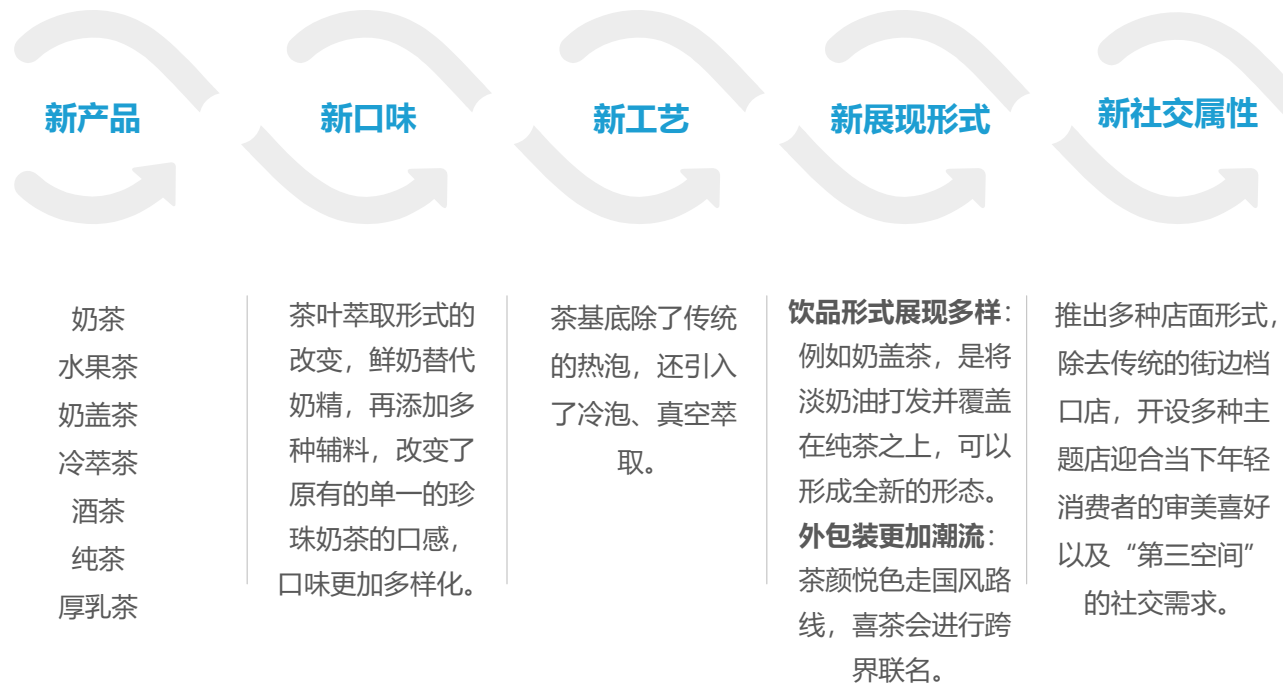 新产品
新口味
新工艺
新展现形式
新社交属性
奶茶
水果茶
奶盖茶
冷萃茶
酒茶
纯茶
厚乳茶
茶叶萃取形式的
改变，鲜奶替代
奶精，再添加多
种辅料，改变了
原有的单一的珍
珠奶茶的口感，
口味更加多样化。
茶基底除了传统
的热泡，还引入
了冷泡、真空萃
取。
饮品形式展现多样：
例如奶盖茶，是将
淡奶油打发并覆盖
在纯茶之上，可以
形成全新的形态。
外包装更加潮流：
茶颜悦色走国风路
线，喜茶会进行跨
界联名。
推出多种店面形式，
除去传统的街边档
口店，开设多种主
题店迎合当下年轻
消费者的审美喜好
以及“第三空间”
的社交需求。